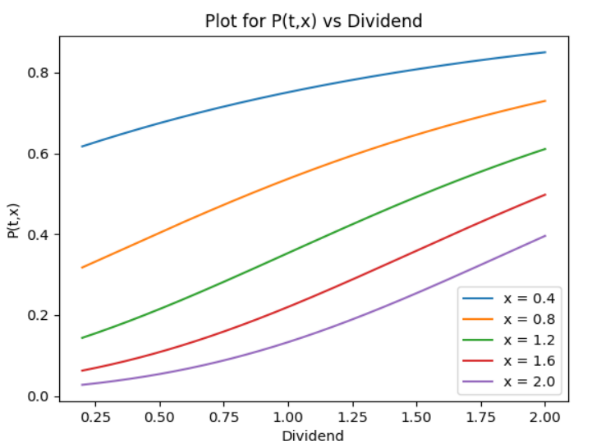 Plot for P(t,x) vs Dividend
P(t,x)
0.8
0.6
0.4
0.2
0.0
x = 0.4
x = 0.8
x = 1.2
x = 1.6
x = 2.0
0.25 0.50 0.75 1.00 1.25 1.50 1.75 2.00
Dividend